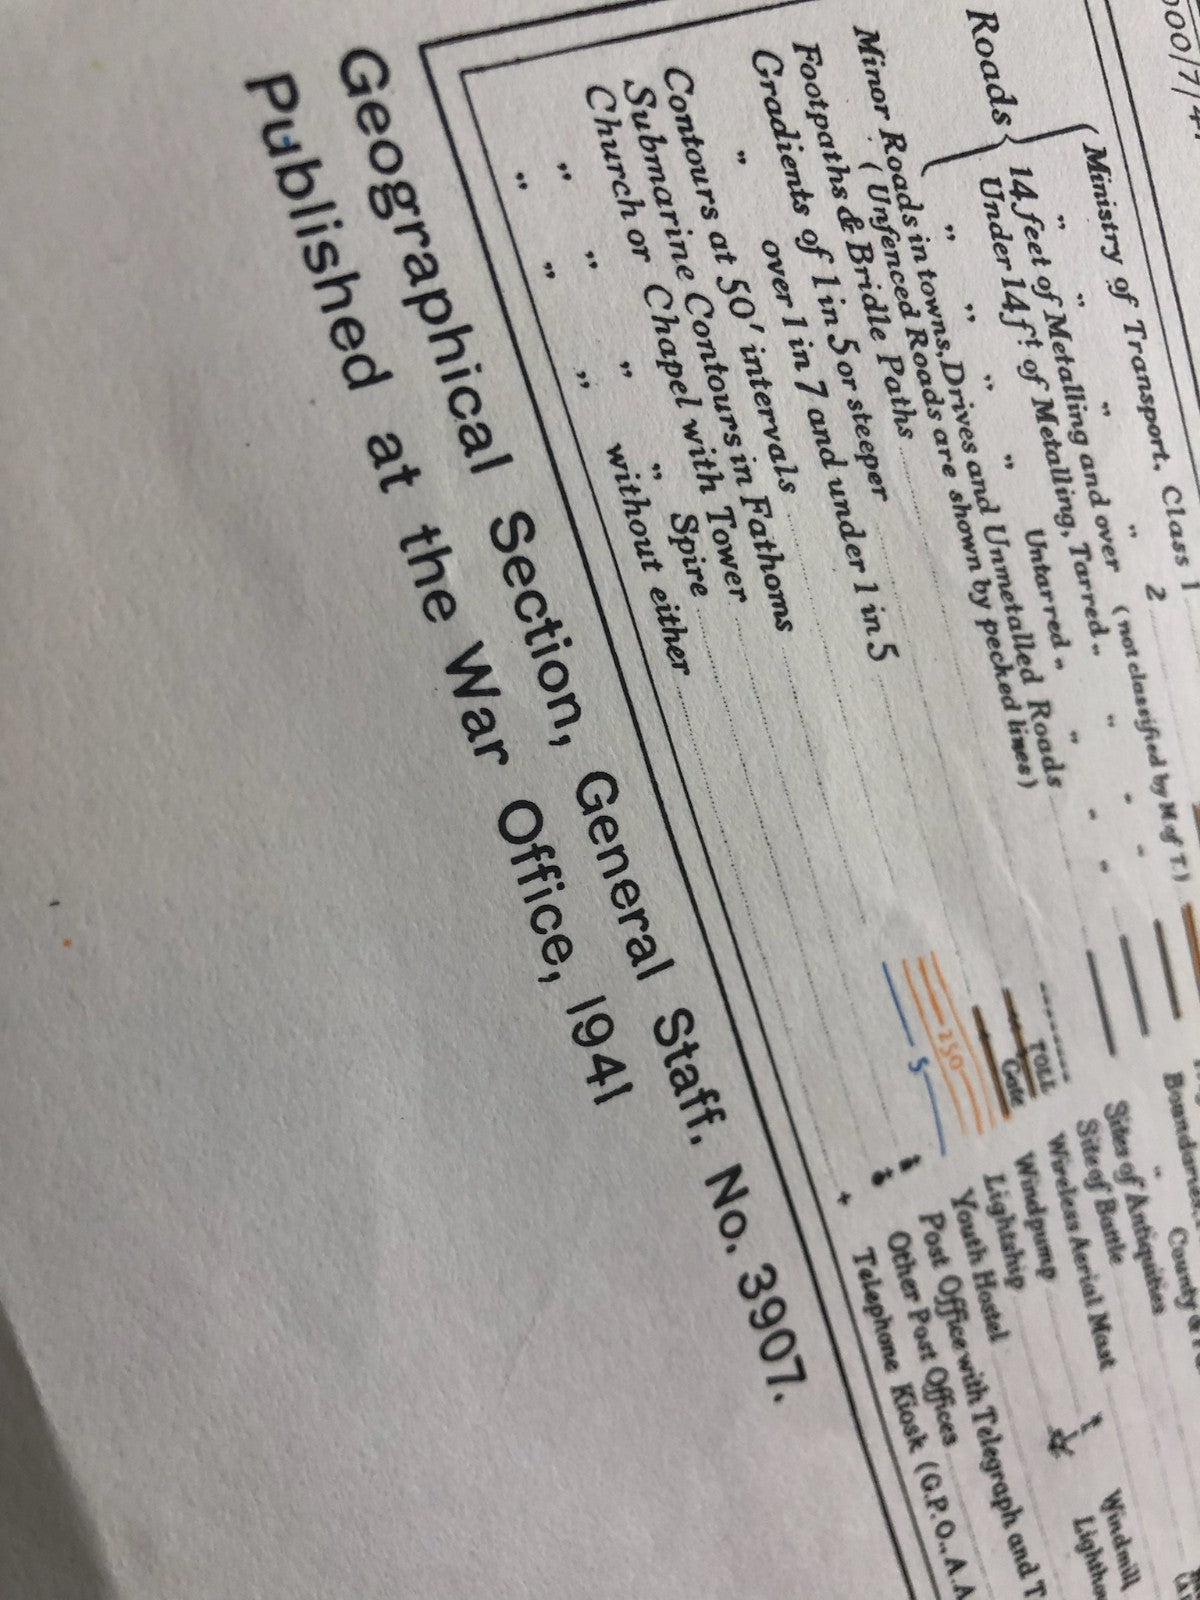 000/7/4
Ministry of Transport, Class 1
„ „ „ „ 2
Roads
14 feet of Metalling and over (not classified by M of T.)
Under 14 fᵗ of Metalling, Tarred „ „ „ „
Untarred „ „ „ „
Minor Roads in towns, Drives and Unmetalled Roads
(Unfenced Roads are shown by pecked lines)
Footpaths & Bridle Paths
Gradients of 1 in 5 or steeper
„ over 1 in 7 and under 1 in 5
Contours at 50' intervals
Submarine Contours in Fathoms
Church or Chapel with Tower
„ „ „ „ Spire
„ „ „ without either
TOLL
Gate
250
5
Boundaries,
County &
Sites of Antiquities
Site of Battle
Wireless Aerial Mast
Windpump
Lightship
Youth Hostel
Post Office with Telegraph and T
Other Post Offices
Telephone Kiosk (G.P.O., A.A
Windmill
Lighthou
Geographical Section, General Staff, No, 3907.
Published at the War Office, 1941